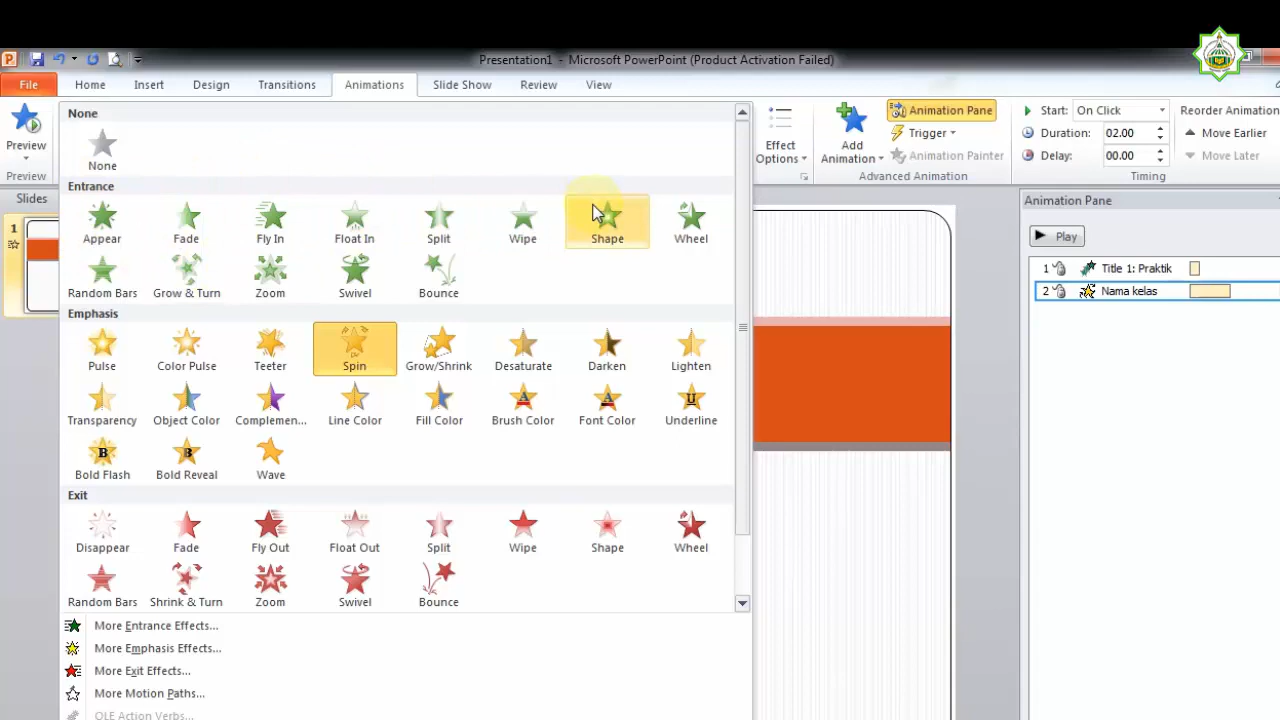 Presentation1 - Microsoft PowerPoint (Product Activation Failed)
File Home Insert Design Transitions Animations Slide Show Review View
Preview
Preview
None
None
Entrance
Appear Fade Fly In Float In Split Wipe Shape Wheel
Random Bars Grow & Turn Zoom Swivel Bounce
Emphasis
Pulse Color Pulse Teeter Spin Grow/Shrink Desaturate Darken Lighten
Transparency Object Color Complemen... Line Color Fill Color Brush Color Font Color Underline
Bold Flash Bold Reveal Wave
Exit
Disappear Fade Fly Out Float Out Split Wipe Shape Wheel
Random Bars Shrink & Turn Zoom Swivel Bounce
More Entrance Effects...
More Emphasis Effects...
More Exit Effects...
More Motion Paths...
OLE Action Verbs...
Effect
Options
Add
Animation
Animation Pane
Trigger
Animation Painter
Advanced Animation
Start: On Click
Duration: 02.00
Delay: 00.00
Timing
Reorder Animation
Move Earlier
Move Later
Slides
1
Animation Pane
Play
1 Title 1: Praktik
2 Nama kelas